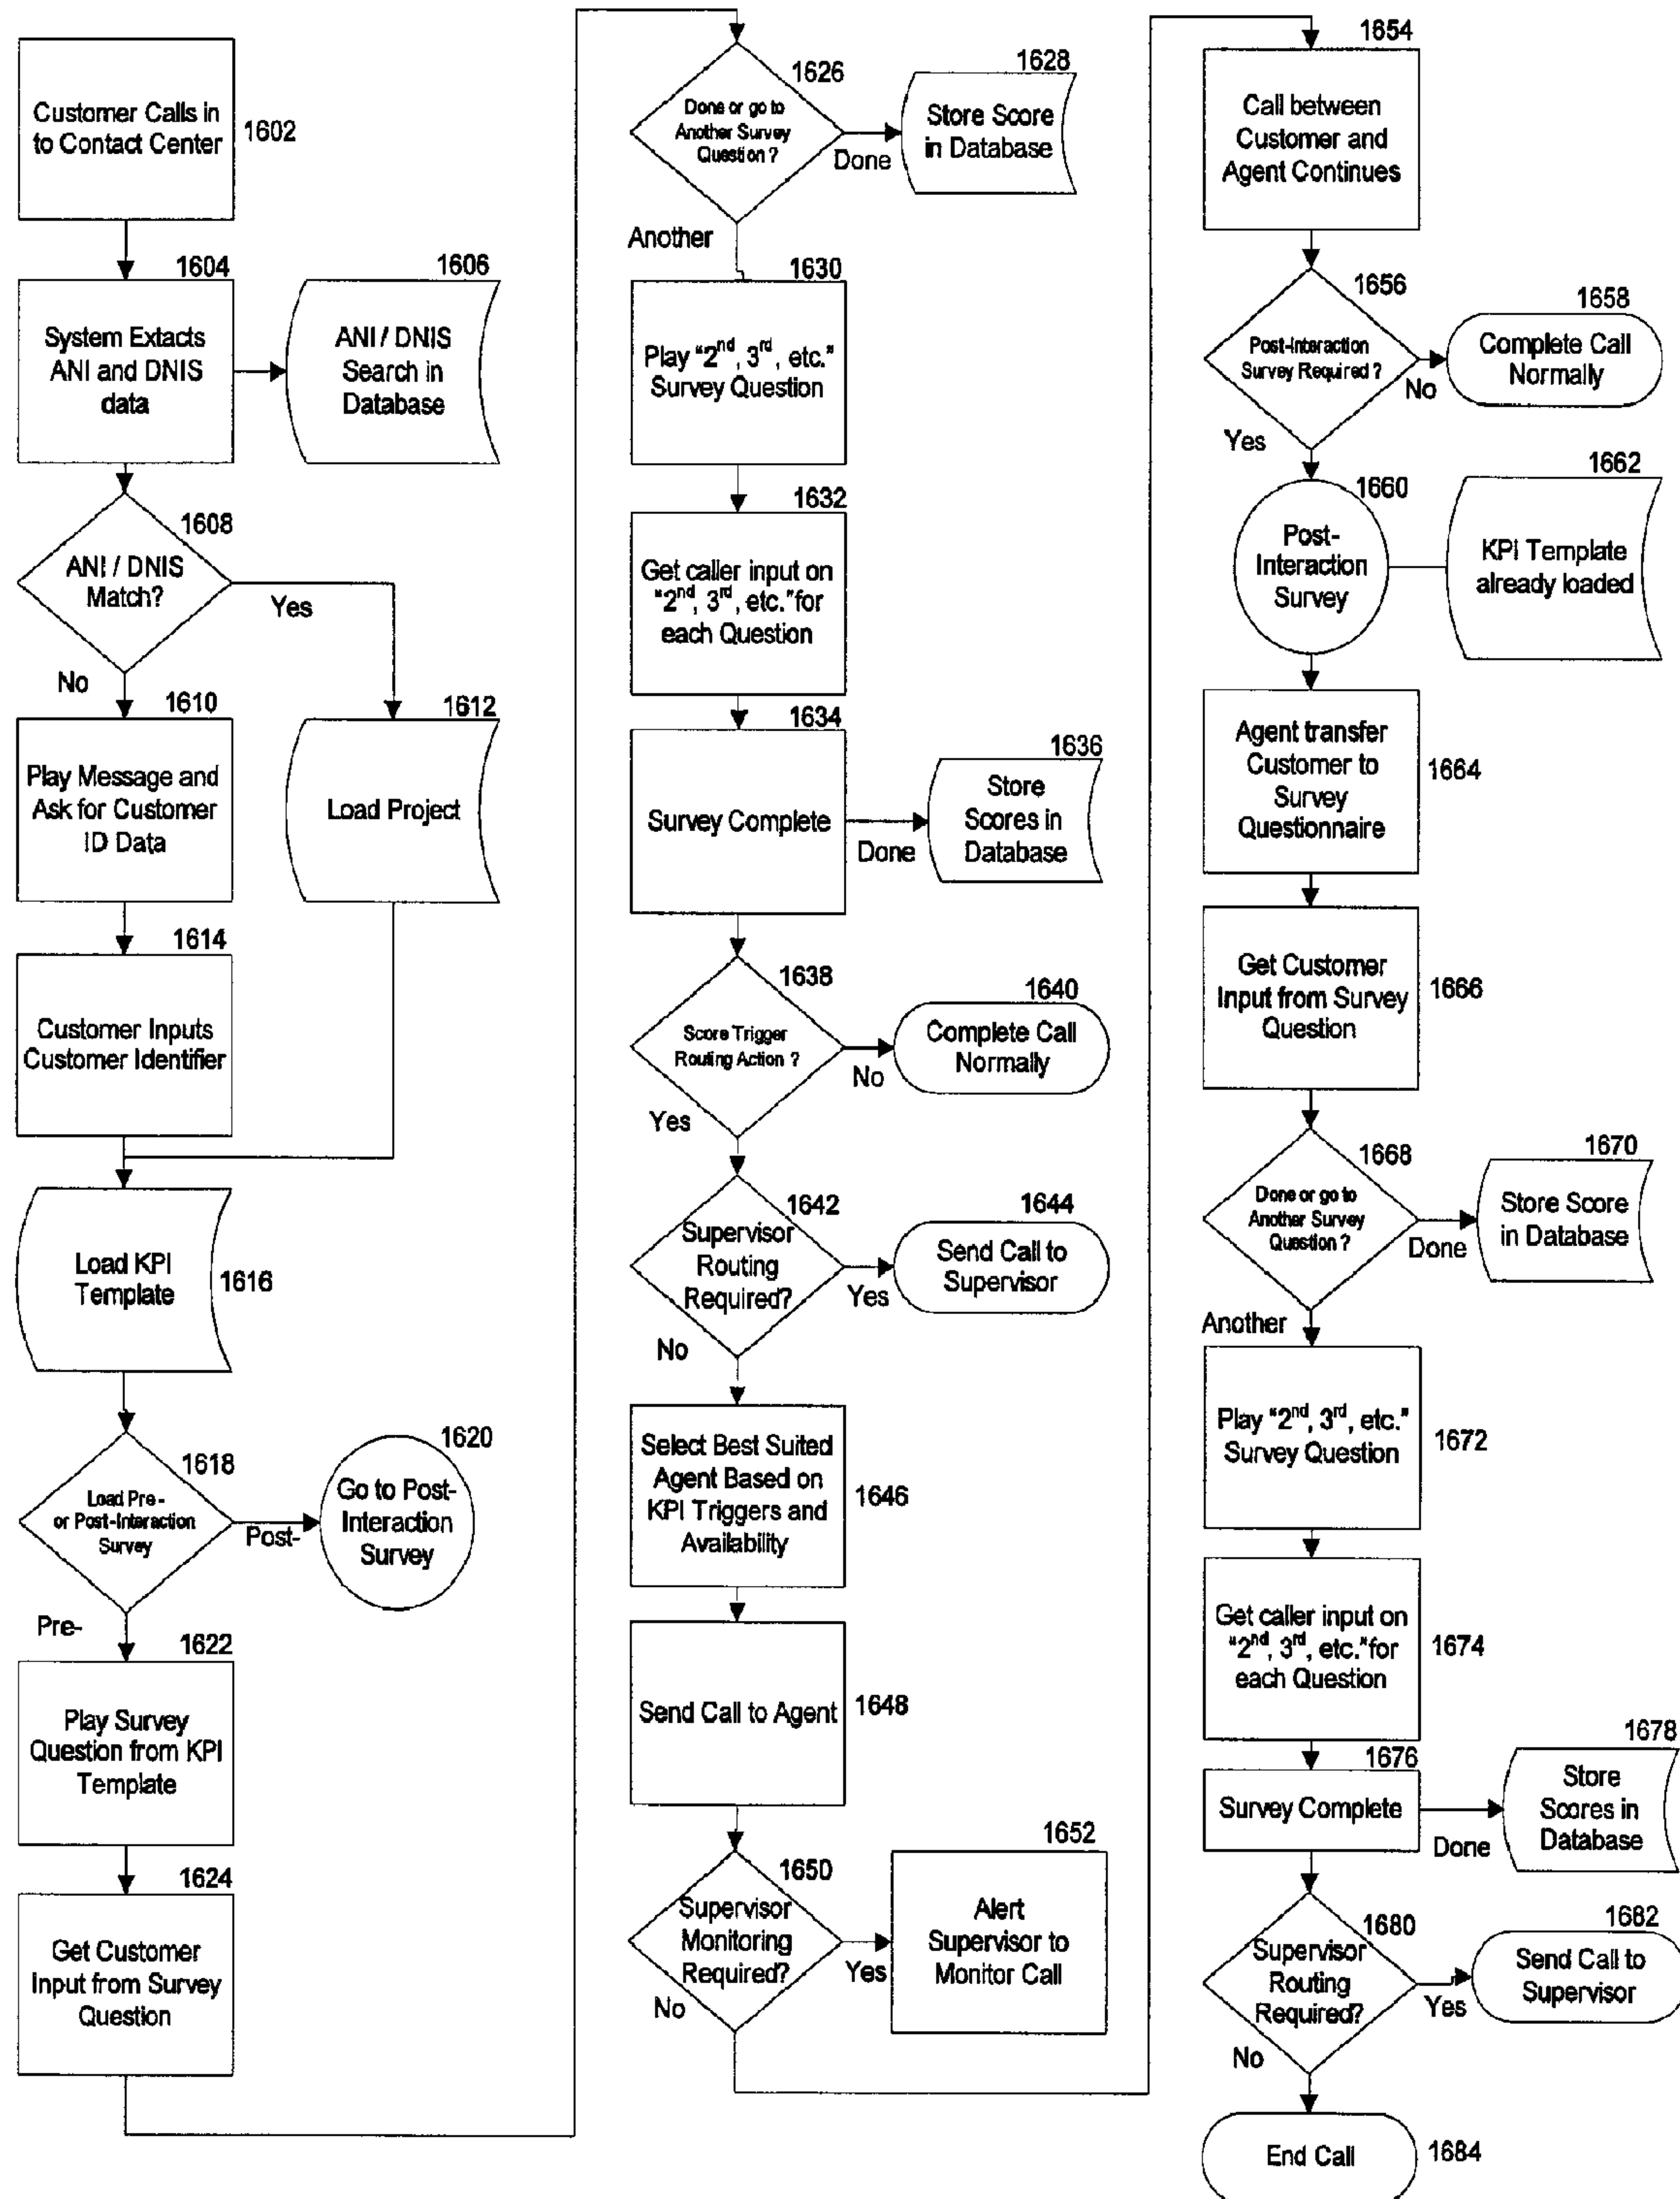 Customer Calls in
to Contact Center
1602
1604
System Extacts
ANI and DNIS
data
1606
ANI / DNIS
Search in
Database
1608
ANI / DNIS
Match?
Yes
No
1610
Play Message and
Ask for Customer
ID Data
1612
Load Project
1614
Customer Inputs
Customer Identifier
Load KPI
Template
1616
1618
Load Pre-
or Post-Interaction
Survey
Post-
1620
Go to Post-
Interaction
Survey
Pre-
1622
Play Survey
Question from KPI
Template
1624
Get Customer
Input from Survey
Question
1626
Done or go to
Another Survey
Question ?
Done
1628
Store Score
in Database
Another
1630
Play "2nd, 3rd, etc."
Survey Question
1632
Get caller input on
"2nd, 3rd, etc."for
each Question
1634
Survey Complete
Done
1636
Store
Scores in
Database
1638
Score Trigger
Routing Action ?
No
1640
Complete Call
Normally
Yes
1642
Supervisor
Routing
Required?
Yes
1644
Send Call to
Supervisor
No
Select Best Suited
Agent Based on
KPI Triggers and
Availability
1646
Send Call to Agent
1648
1650
Supervisor
Monitoring
Required?
Yes
1652
Alert
Supervisor to
Monitor Call
No
1654
Call between
Customer and
Agent Continues
1656
Post-Interaction
Survey Required ?
No
1658
Complete Call
Normally
Yes
1660
Post-
Interaction
Survey
1662
KPI Template
already loaded
Agent transfer
Customer to
Survey
Questionnaire
1664
Get Customer
Input from Survey
Question
1666
1668
Done or go to
Another Survey
Question ?
Done
1670
Store Score
in Database
Another
Play "2nd, 3rd, etc."
Survey Question
1672
Get caller input on
"2nd, 3rd, etc."for
each Question
1674
1676
Survey Complete
Done
1678
Store
Scores in
Database
1680
Supervisor
Routing
Required?
Yes
1682
Send Call to
Supervisor
No
End Call
1684